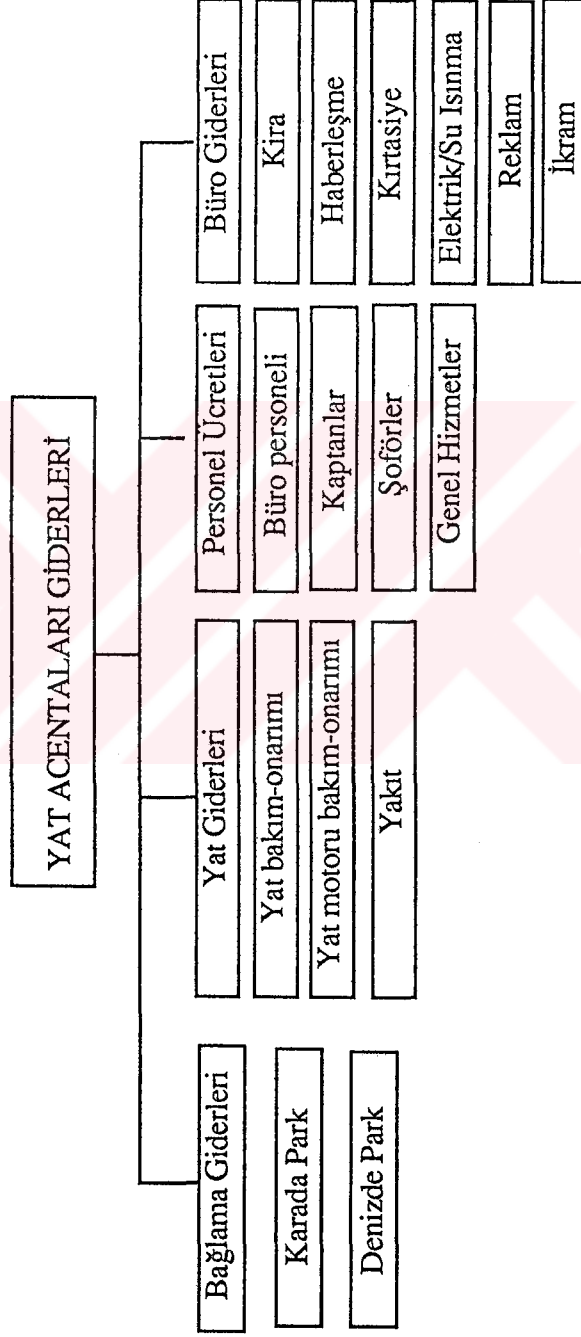 YAT ACENTALARI GİDERLERİ
Bağlama Giderleri
Karada Park
Denizde Park
Yat Giderleri
Yat bakım-onarımı
Yat motoru bakım-onarımı
Yakıt
Personel Ücretleri
Büro personeli
Kaptanlar
Şoförler
Genel Hizmetler
Büro Giderleri
Kira
Haberleşme
Kırtasiye
Elektrik/Su Isınma
Reklam
İkram